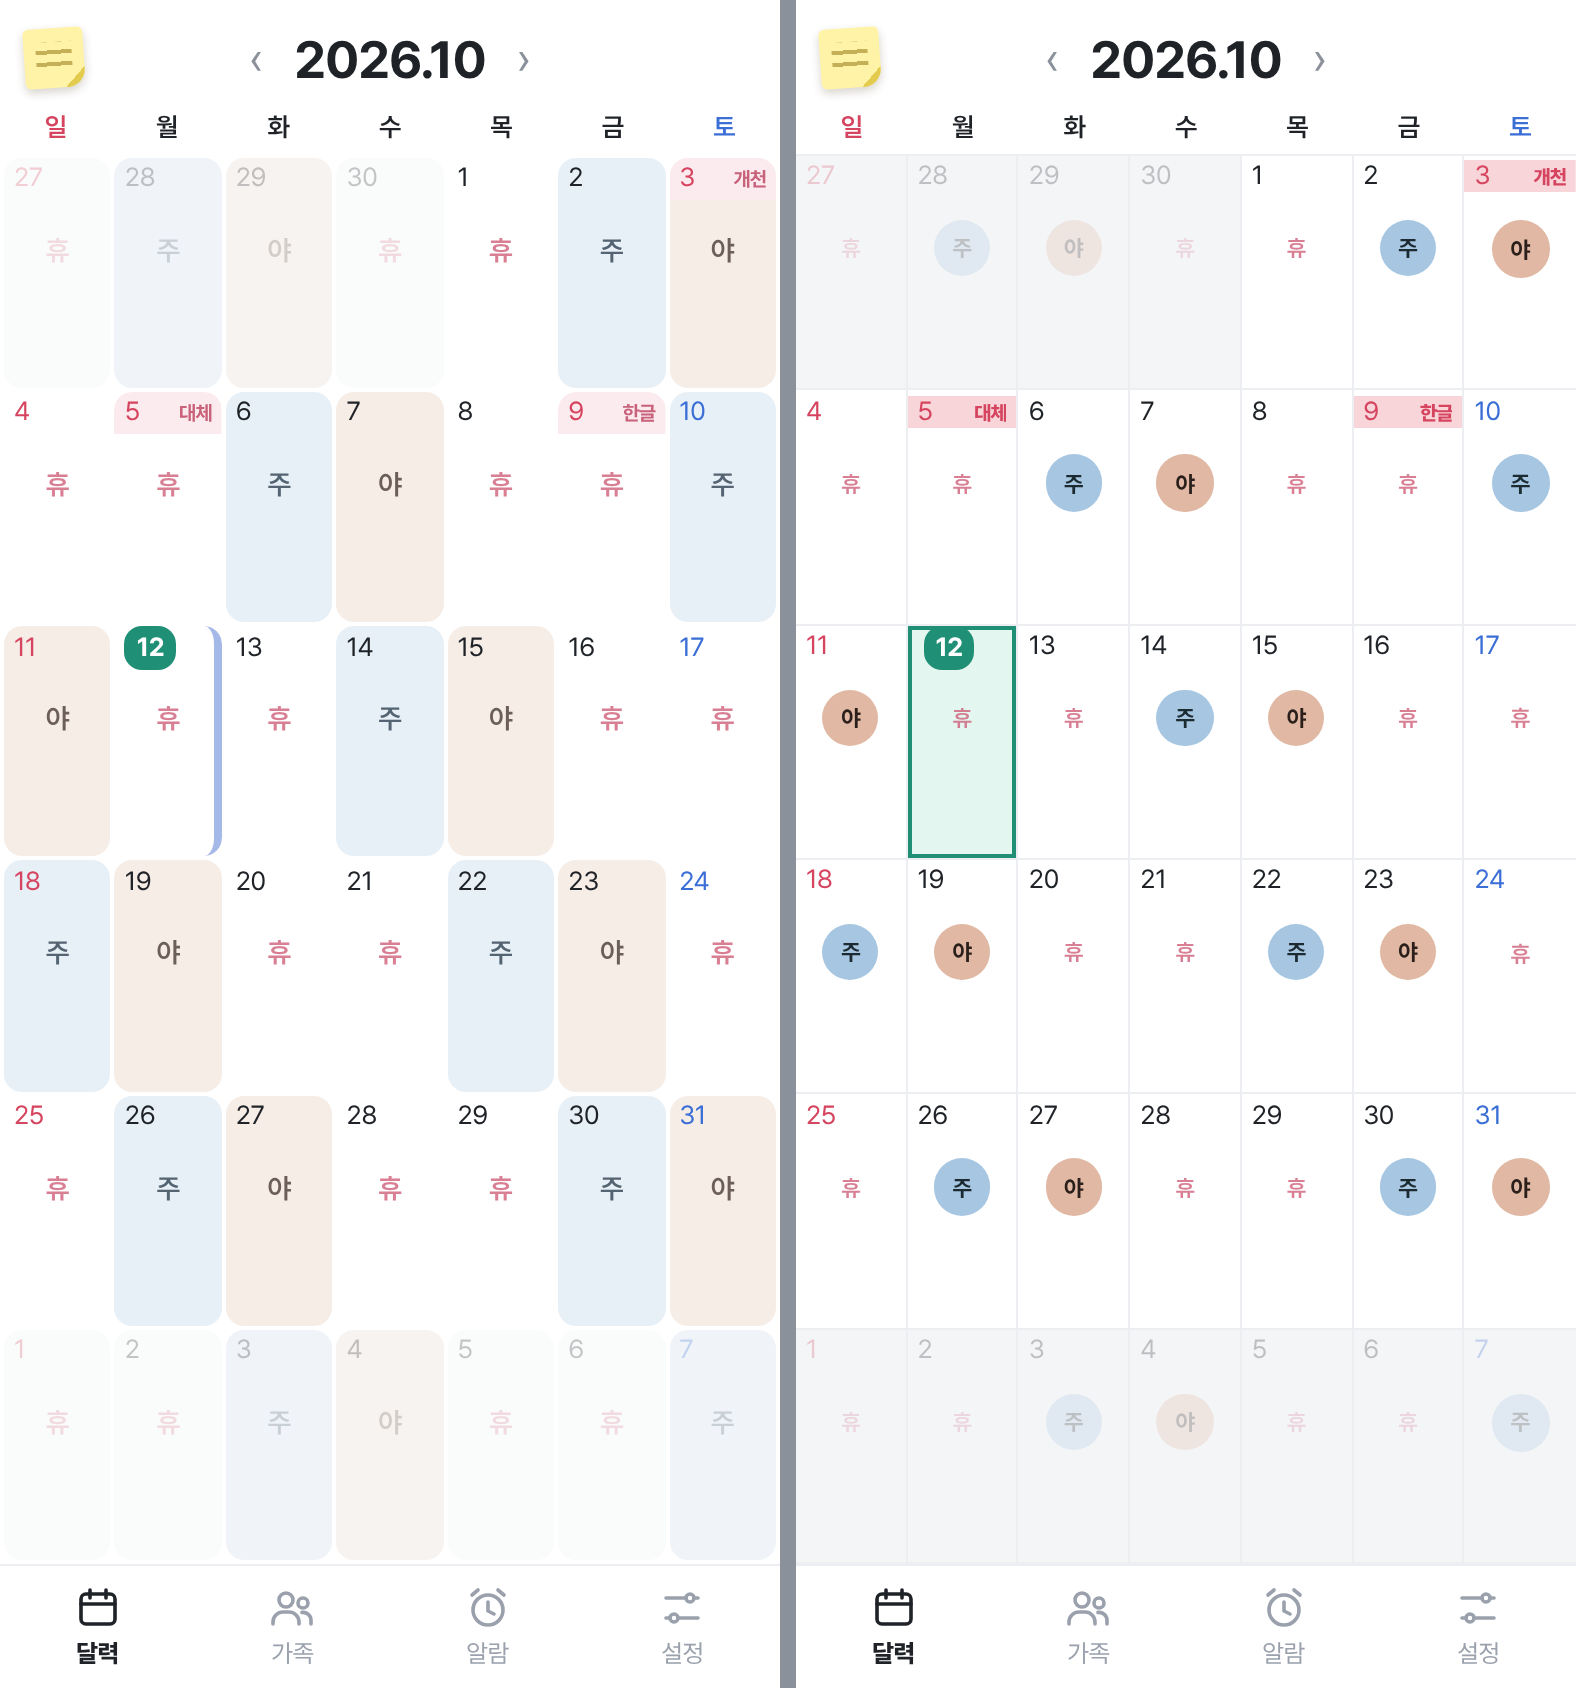 ‹ 2026.10 ›
일 월 화 수 목 금 토
27 28 29 30 1 2 3 개천
휴 주 야 휴 휴 주 야
4 5 대체 6 7 8 9 한글 10
휴 휴 주 야 휴 휴 주
11 12 13 14 15 16 17
야 휴 휴 주 야 휴 휴
18 19 20 21 22 23 24
주 야 휴 휴 주 야 휴
25 26 27 28 29 30 31
휴 주 야 휴 휴 주 야
1 2 3 4 5 6 7
휴 휴 주 야 휴 휴 주
달력 가족 알람 설정
‹ 2026.10 ›
일 월 화 수 목 금 토
27 28 29 30 1 2 3 개천
휴 주 야 휴 휴 주 야
4 5 대체 6 7 8 9 한글 10
휴 휴 주 야 휴 휴 주
11 12 13 14 15 16 17
야 휴 휴 주 야 휴 휴
18 19 20 21 22 23 24
주 야 휴 휴 주 야 휴
25 26 27 28 29 30 31
휴 주 야 휴 휴 주 야
1 2 3 4 5 6 7
휴 휴 주 야 휴 휴 주
달력 가족 알람 설정